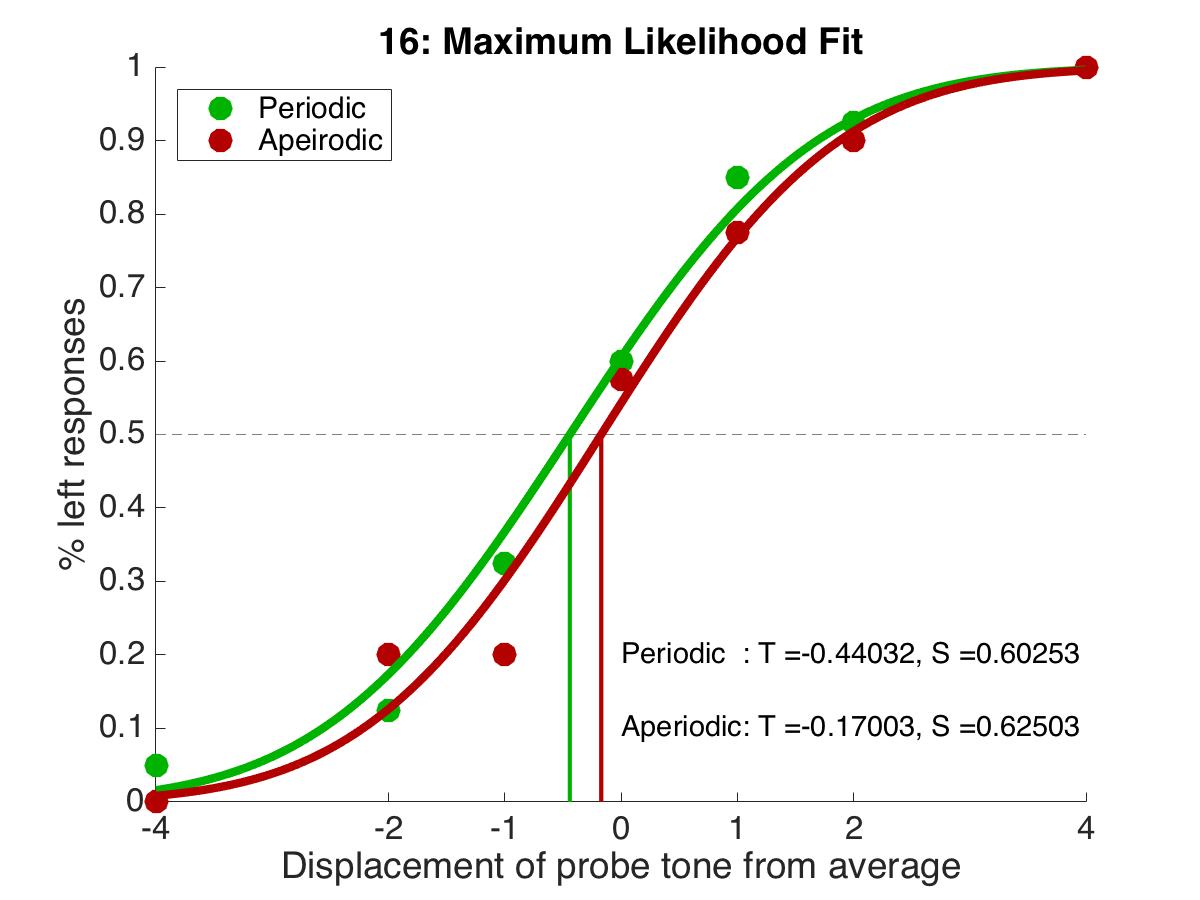 16: Maximum Likelihood Fit
Periodic
Apeirodic
1
0.9
0.8
0.7
0.6
0.5
0.4
0.3
0.2
0.1
0
% left responses
Periodic : T =-0.44032, S =0.60253
Aperiodic: T =-0.17003, S =0.62503
-4 -2 -1 0 1 2 4
Displacement of probe tone from average